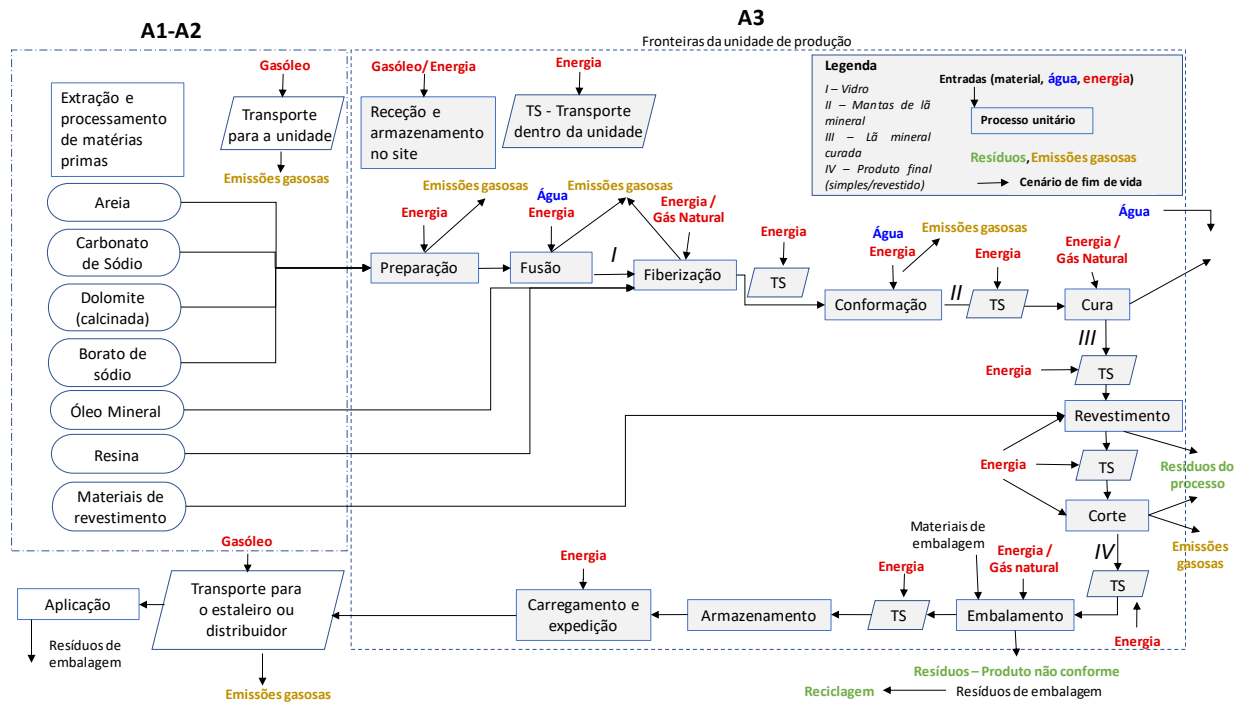 A1-A2
A3
Fronteiras da unidade de produção
Gasóleo
Extração e
processamento
de matérias
primas
Transporte
para a unidade
Emissões gasosas
Areia
Carbonato
de Sódio
Dolomite
(calcinada)
Borato de
sódio
Óleo Mineral
Resina
Materiais de
revestimento
Gasóleo/ Energia
Receção e
armazenamento
no site
Energia
TS - Transporte
dentro da unidade
Legenda
I – Vidro
II – Mantas de lã
mineral
III – Lã mineral
curada
IV – Produto final
(simples/revestido)
Entradas (material, água, energia)
Processo unitário
Resíduos, Emissões gasosas
Cenário de fim de vida
Emissões gasosas
Energia
Preparação
Água
Energia
Fusão
Emissões gasosas
I
Energia /
Gás Natural
Fiberização
Energia
TS
Água
Energia
Emissões gasosas
Conformação
II
Energia
TS
Energia /
Gás Natural
Cura
Água
III
Energia
TS
Revestimento
Energia
TS
Resíduos do
processo
Corte
Emissões
gasosas
IV
TS
Energia
Materiais de
embalagem
Energia /
Gás natural
Embalamento
Energia
TS
Armazenamento
Energia
Carregamento e
expedição
Gasóleo
Transporte para
o estaleiro ou
distribuidor
Emissões gasosas
Aplicação
Resíduos de
embalagem
Resíduos – Produto não conforme
Reciclagem
Resíduos de embalagem